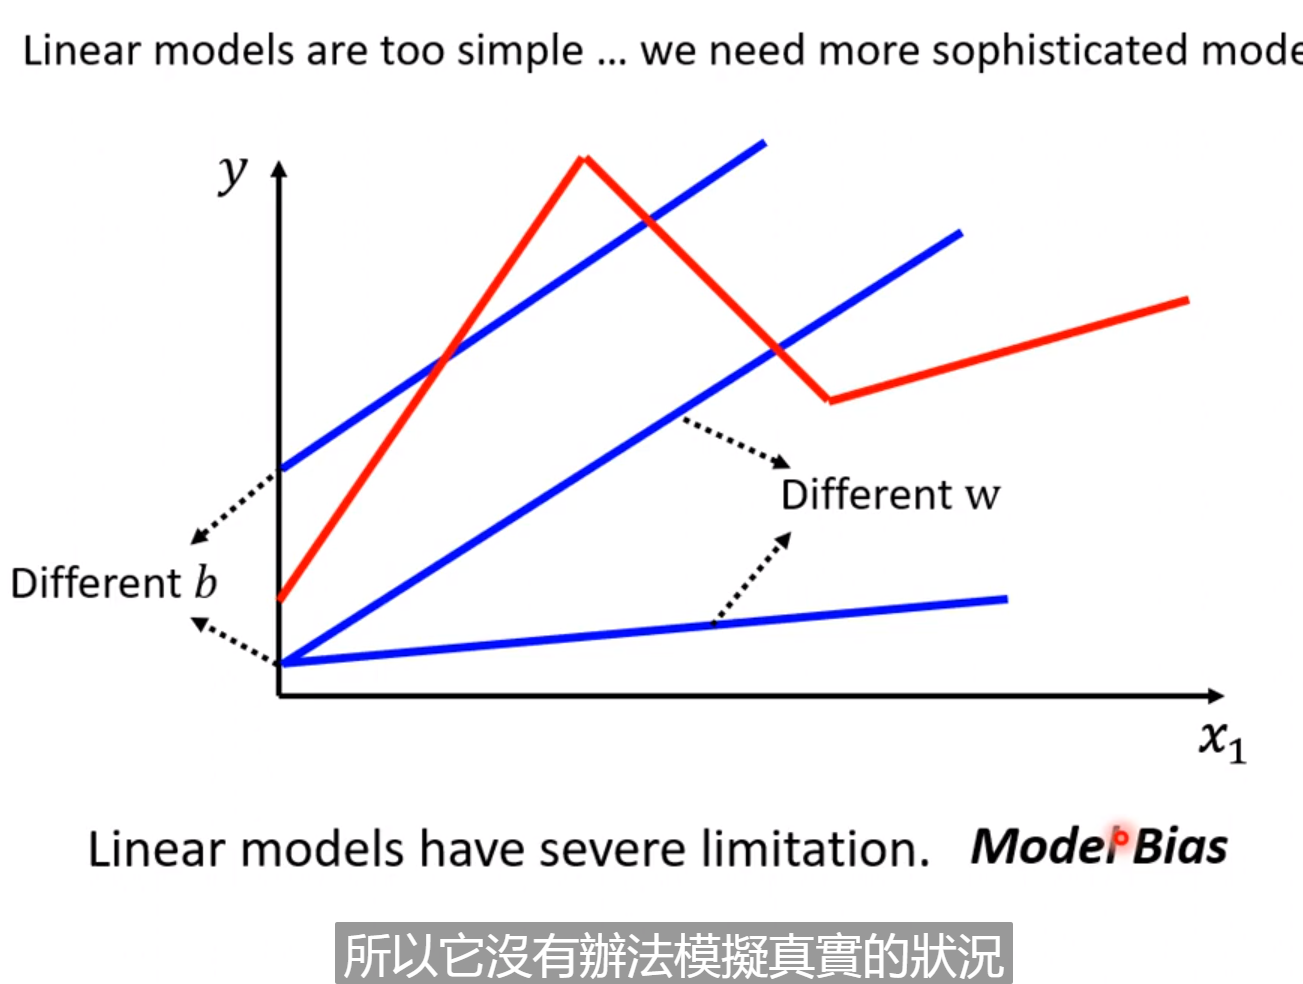 Linear models are too simple ... we need more sophisticated mode
y
Different w
Different b
x₁
Linear models have severe limitation. Model Bias
所以它沒有辦法模擬真實的狀況